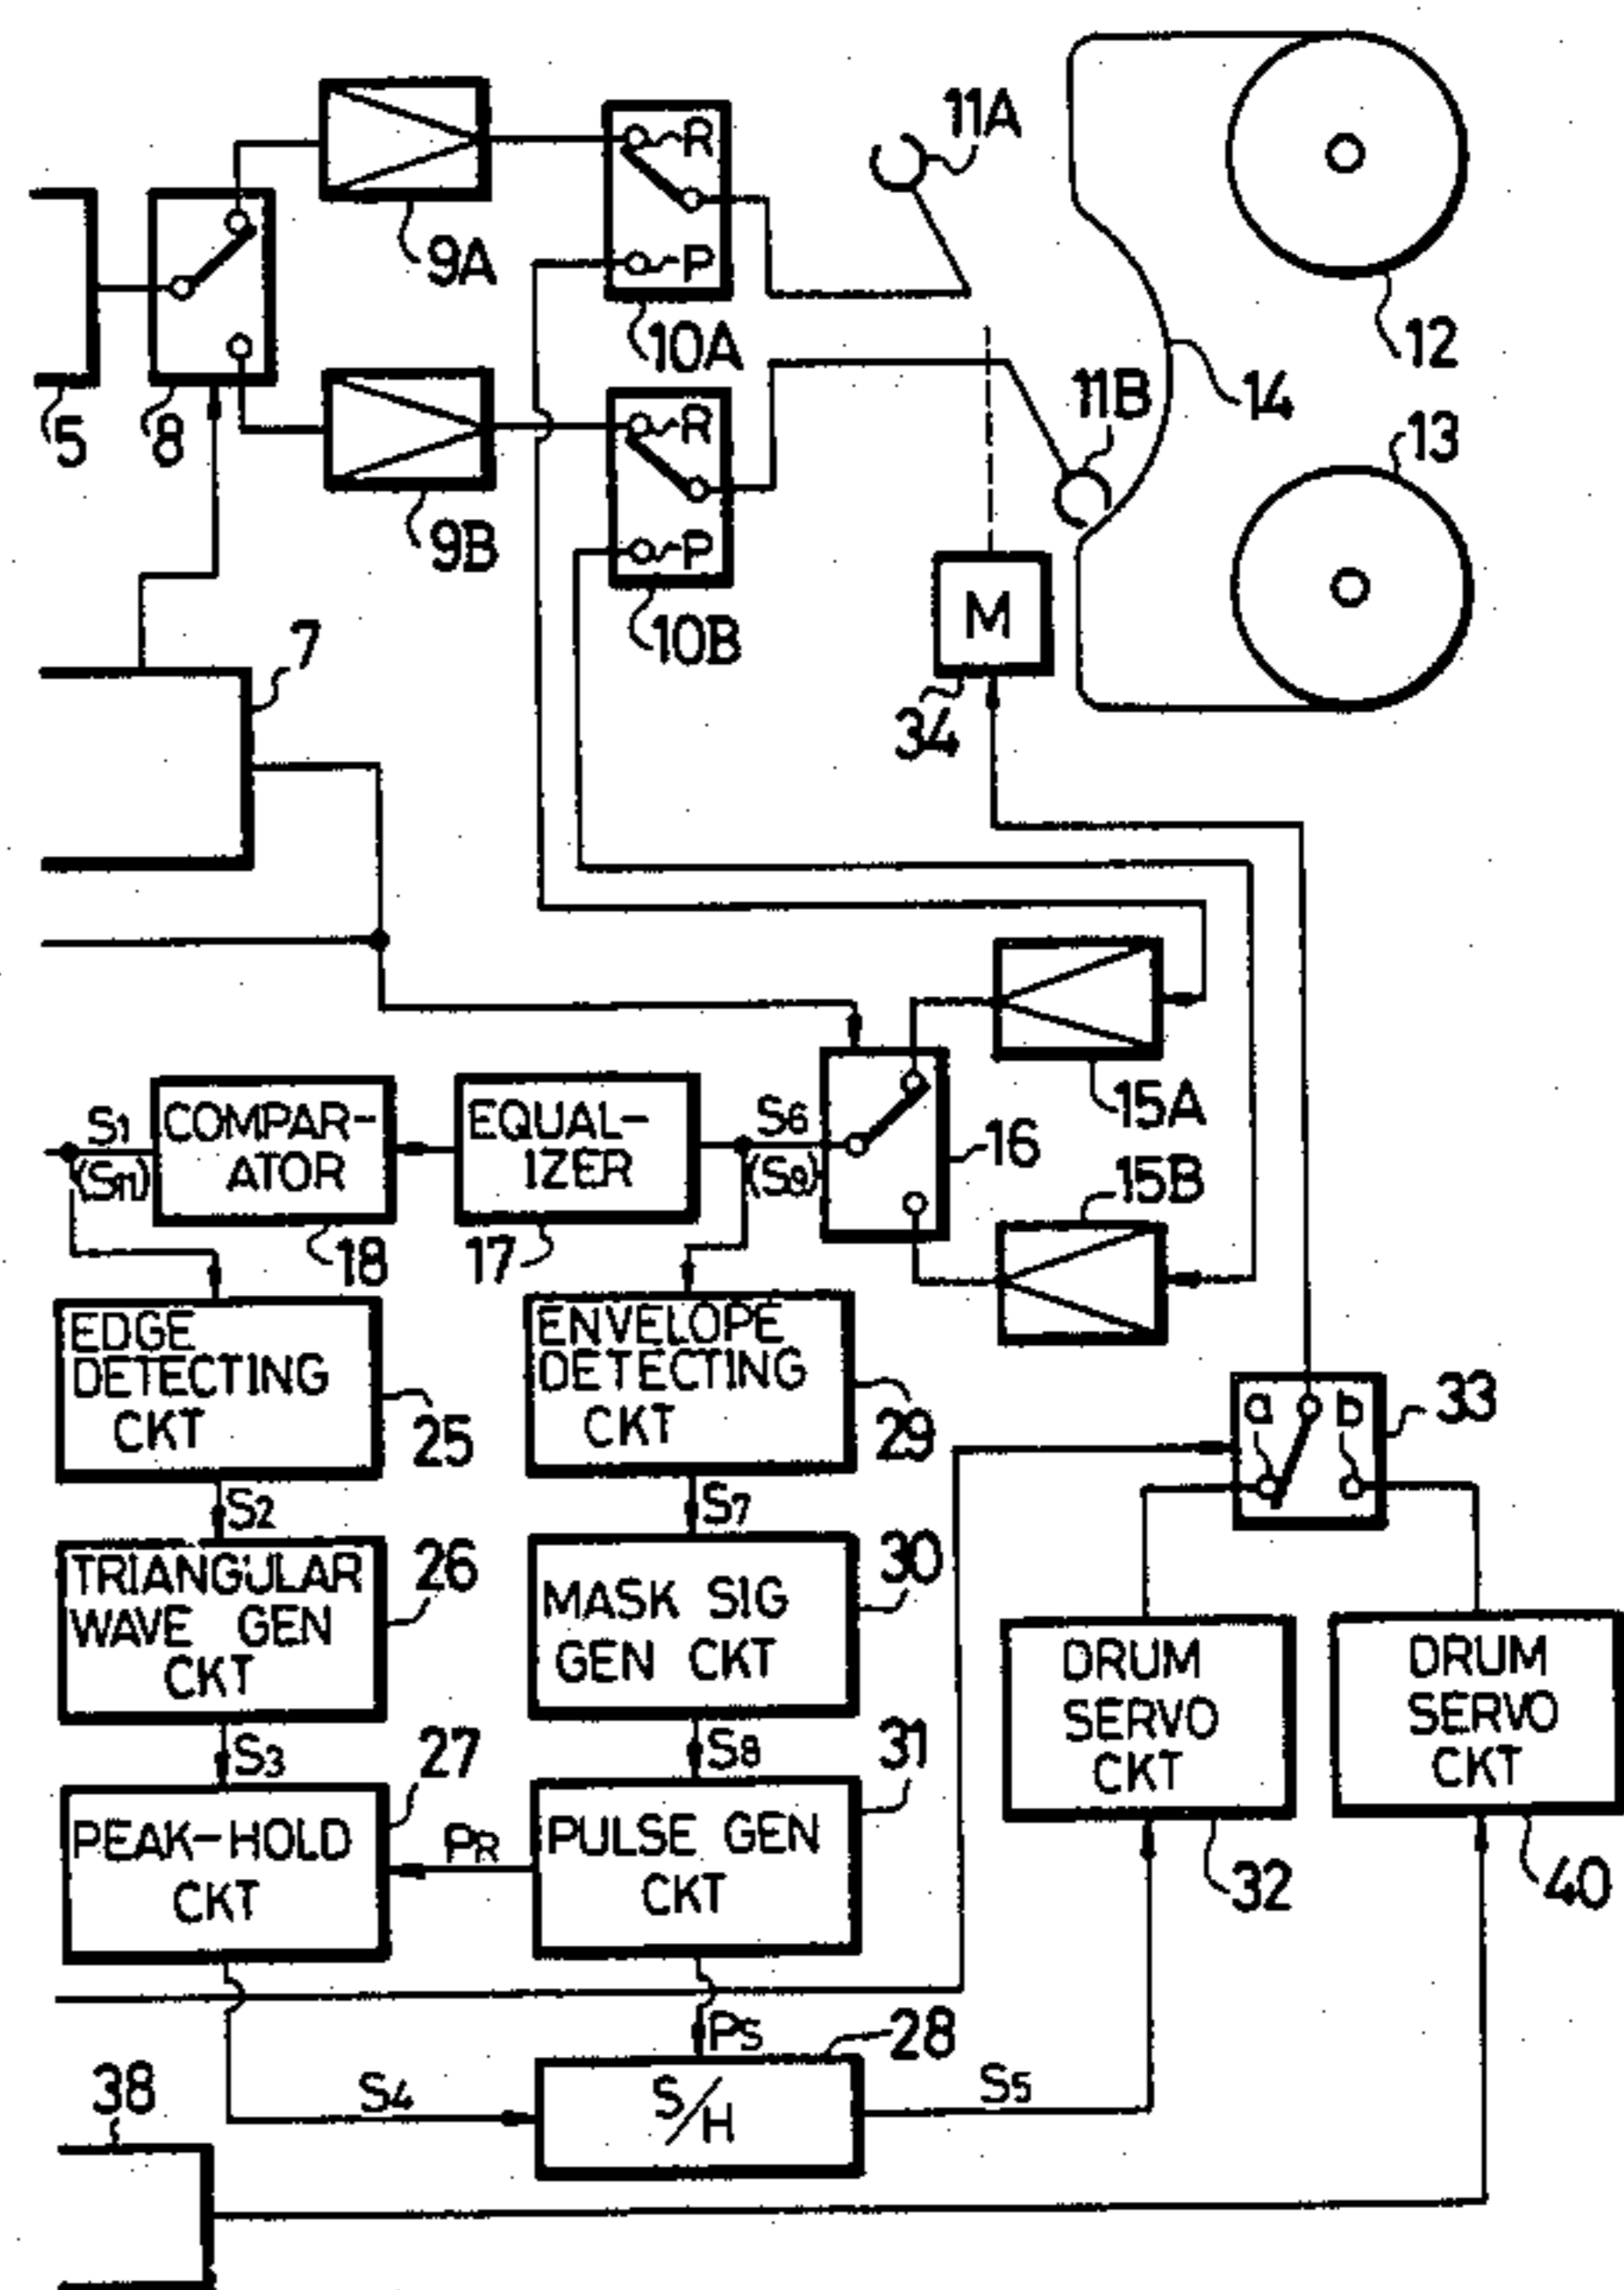 11A
R
9A
P
12
10A
5
8
R
11B
14
13
9B
P
7
10B
M
34
15A
S1
COMPAR-
ATOR
EQUAL-
IZER
S6
16
15B
18
17
EDGE
DETECTING
CKT
ENVELOPE
DETECTING
CKT
25
29
a
b
33
S2
S7
TRIANGULAR
WAVE GEN
CKT
26
MASK SIG
GEN CKT
30
DRUM
SERVO
CKT
DRUM
SERVO
CKT
S3
27
S8
31
PEAK-HOLD
CKT
PR
PULSE GEN
CKT
32
40
PS
28
38
S4
S/H
S5